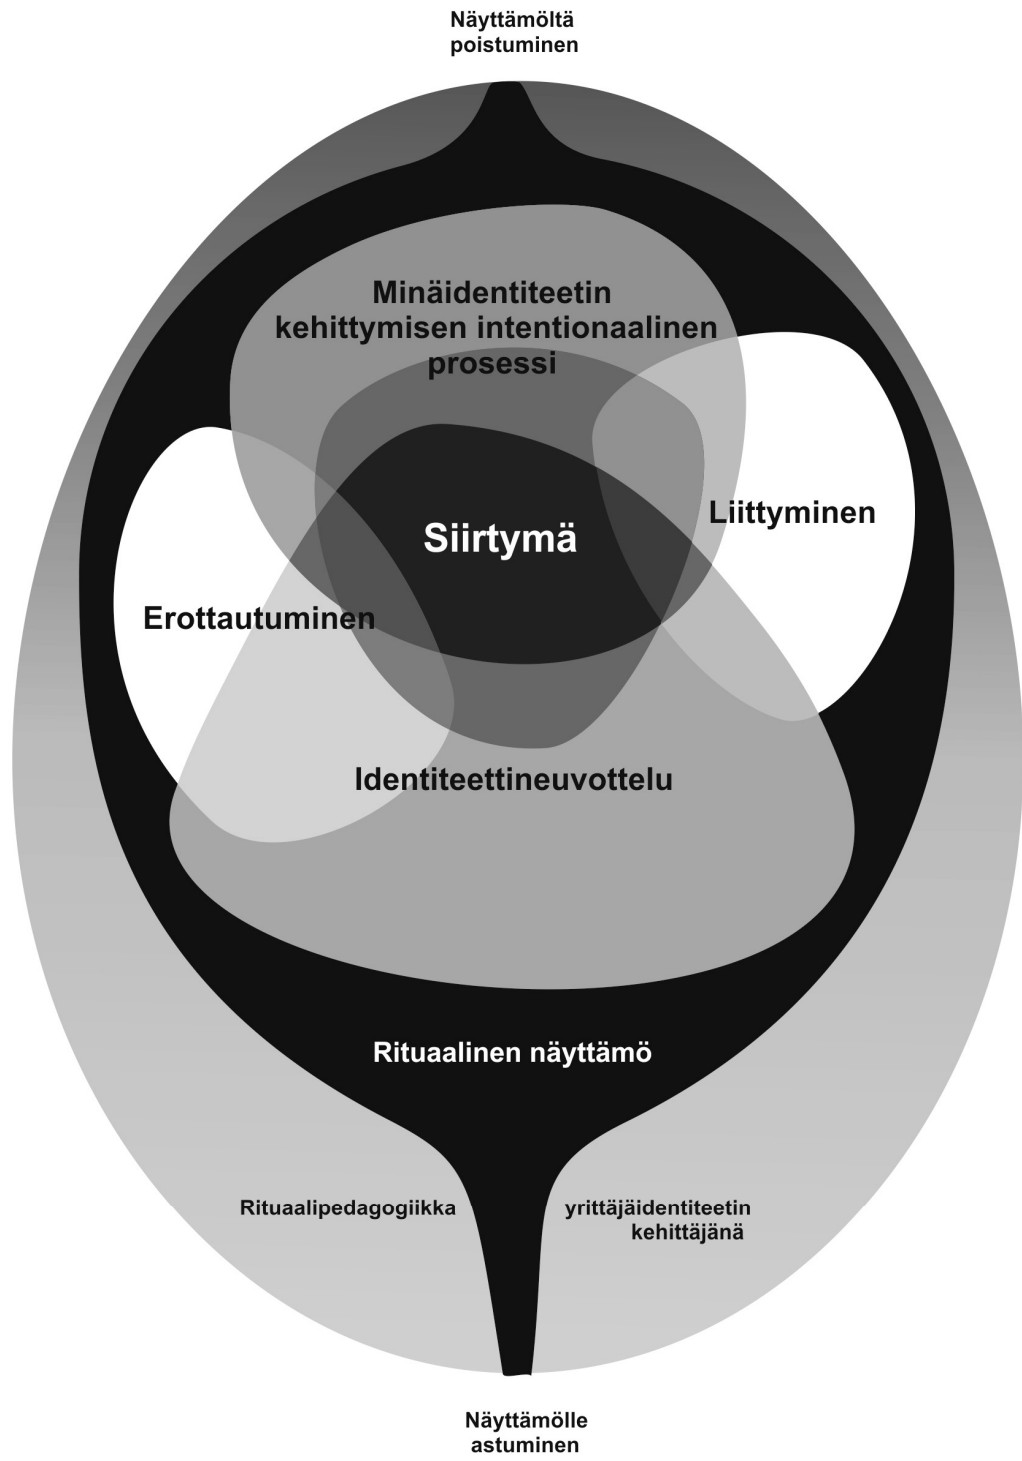 Näyttämöltä
poistuminen
Minäidentiteetin
kehittymisen intentionaalinen
prosessi
Liittyminen
Siirtymä
Erottautuminen
Identiteettineuvottelu
Rituaalinen näyttämö
Rituaalipedagogiikka
yrittäjäidentiteetin
kehittäjänä
Näyttämölle
astuminen